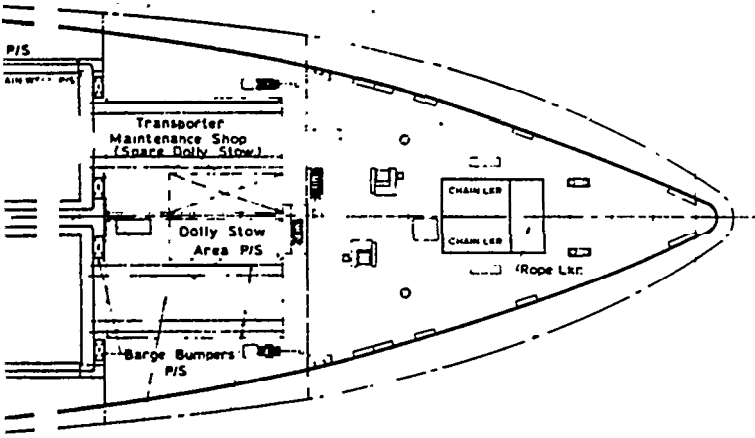 P/S
P/S
Transporter
Maintenance Shop
(Spare Dolly Stow)
CHAIN LKR
Dolly Stow
Area P/S
CHAIN LKR
(Rope Lkr.
Barge Bumpers
P/S